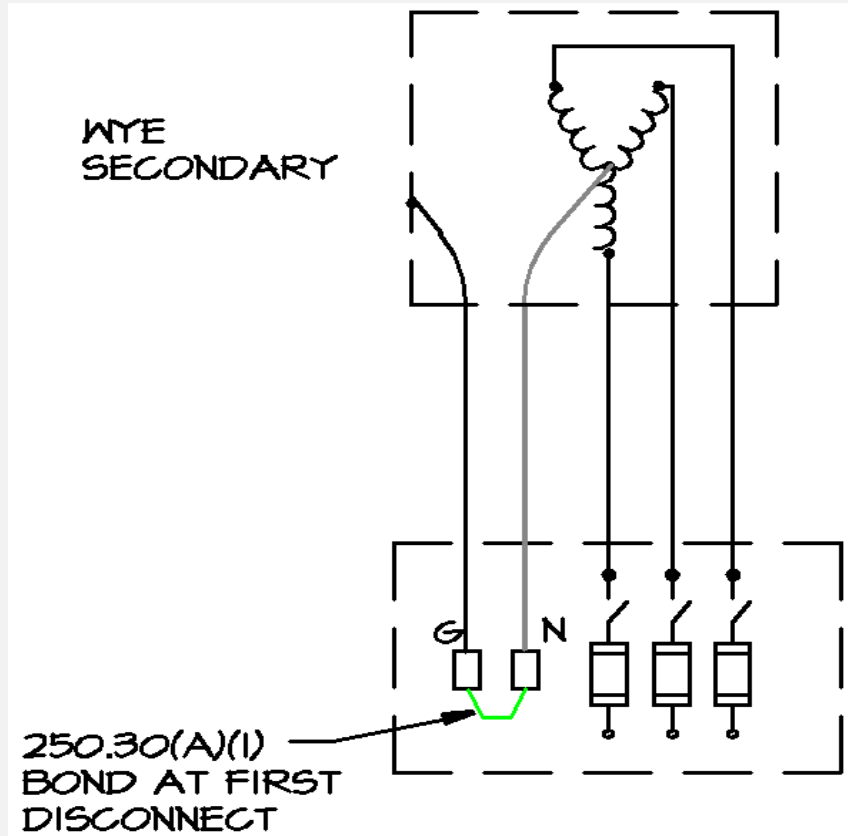 WYE
SECONDARY
G N
250.30(A)(1)
BOND AT FIRST
DISCONNECT